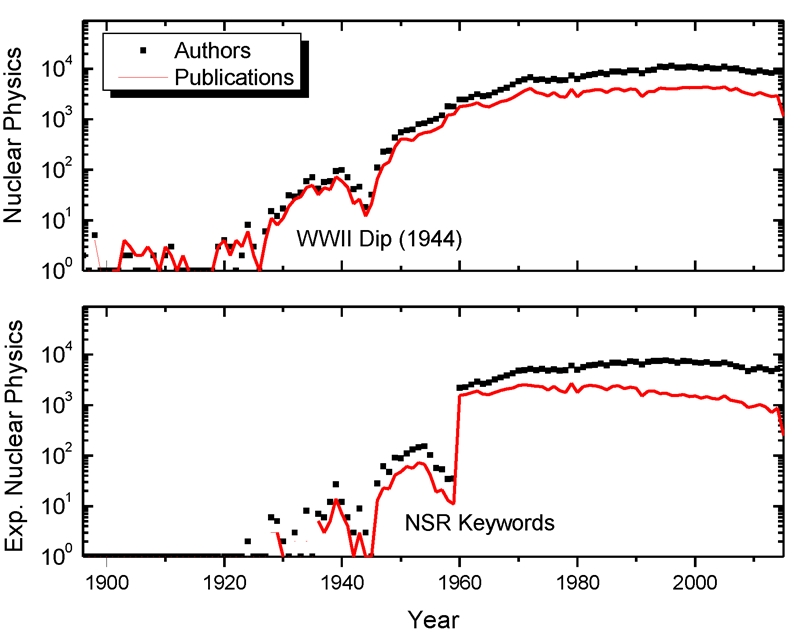 Authors
Publications
Nuclear Physics
10⁴
10³
10²
10¹
10⁰
WWII Dip (1944)
Exp. Nuclear Physics
10⁴
10³
10²
10¹
10⁰
NSR Keywords
1900 1920 1940 1960 1980 2000
Year